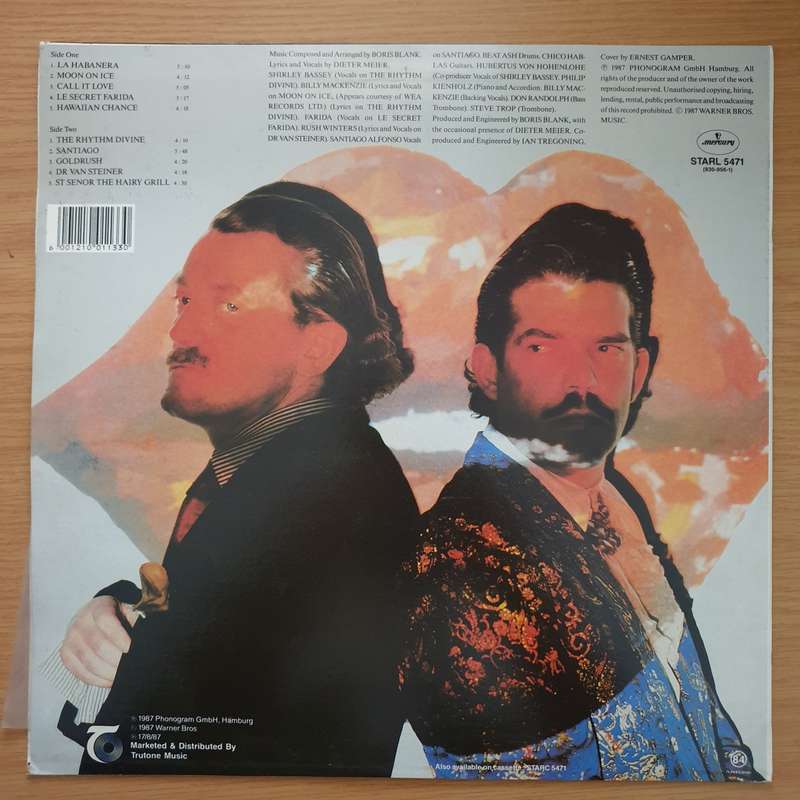 Side One
1. LA HABANERA 5:10
2. MOON ON ICE 4:12
3. CALL IT LOVE 5:05
4. LE SECRET FARIDA 5:17
5. HAWAIIAN CHANCE 4:18
Side Two
1. THE RHYTHM DIVINE 4:10
2. SANTIAGO 5:48
3. GOLDRUSH 4:20
4. DR VAN STEINER 4:18
5. ST SENOR THE HAIRY GRILL 4:30
Music Composed and Arranged by BORIS BLANK.
Lyrics and Vocals by DIETER MEIER.
SHIRLEY BASSEY (Vocals on THE RHYTHM
DIVINE). BILLY MACKENZIE (Lyrics and Vocals
on MOON ON ICE, (Appears courtesy of WEA
RECORDS LTD.) (Lyrics on THE RHYTHM
DIVINE). FARIDA (Vocals on LE SECRET
FARIDA). RUSH WINTERS (Lyrics and Vocals on
DR VAN STEINER). SANTIAGO ALFONSO Vocals
on SANTIAGO. BEAT ASH Drums. CHICO HAB-
LAS Guitars. HUBERTUS VON HOHENLOHE
(Co-producer Vocals of SHIRLEY BASSEY. PHILIP
KIENHOLZ (Piano and Accordion. BILLY MAC-
KENZIE (Backing Vocals). DON RANDOLPH (Bass
Trombone). STEVE TROP (Trombone).
Produced and Engineered by BORIS BLANK, with
the occasional presence of DIETER MEIER. Co-
produced and Engineered by IAN TREGONING.
Cover by ERNEST GAMPER.
℗ 1987 PHONOGRAM GmbH Hamburg. All
rights of the producer and of the owner of the work
reproduced reserved. Unauthorised copying, hiring,
lending, rental, public performance and broadcasting
of this record prohibited. © 1987 WARNER BROS.
MUSIC.
mercury
STARL 5471
(830-956-1)
6 001210 011330
℗ 1987 Phonogram GmbH, Hamburg
© 1987 Warner Bros
℗ 17/8/87
Marketed & Distributed By
Trutone Music
Also available on cassette STARC 5471
84